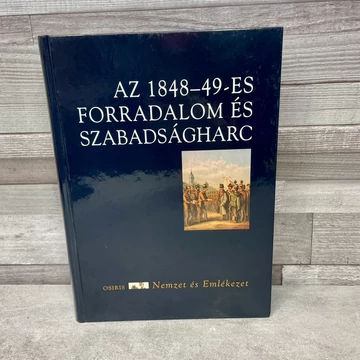 AZ 1848–49-ES
FORRADALOM ÉS
SZABADSÁGHARC
OSIRIS Nemzet és Emlékezet